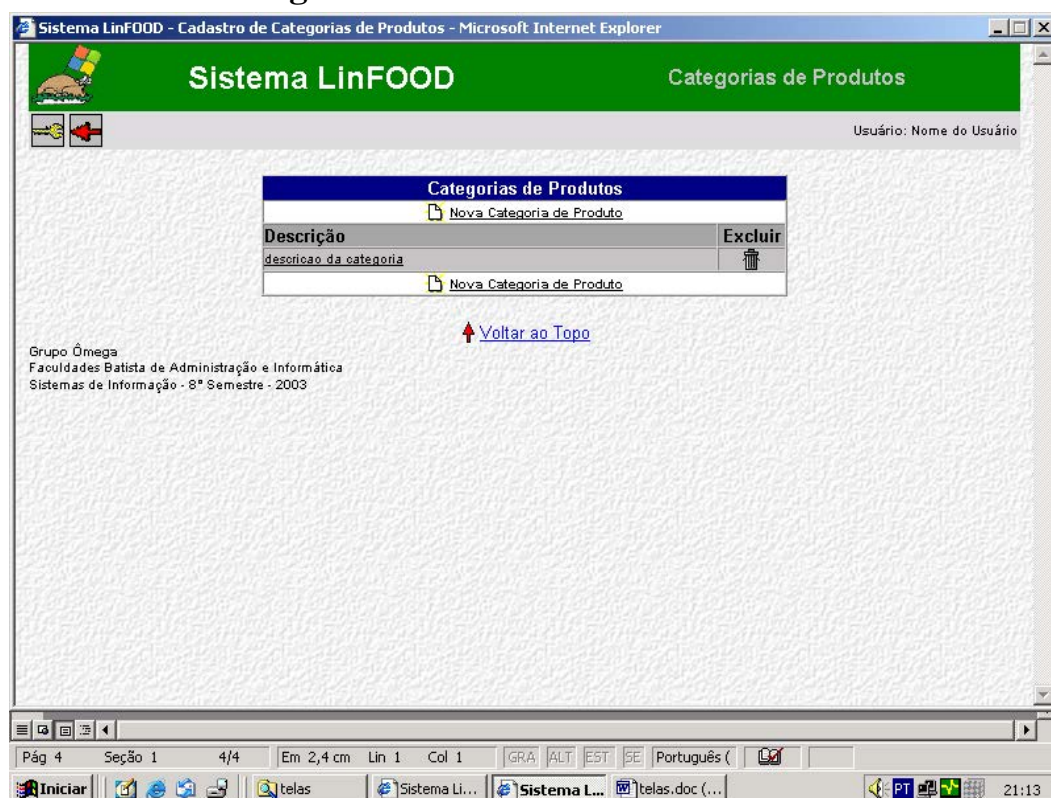 Sistema LinFOOD - Cadastro de Categorias de Produtos - Microsoft Internet Explorer
Sistema LinFOOD
Categorias de Produtos
Usuário: Nome do Usuário
Categorias de Produtos
Nova Categoria de Produto
Descrição Excluir
descricao da categoria
Nova Categoria de Produto
Voltar ao Topo
Grupo Ômega
Faculdades Batista de Administração e Informática
Sistemas de Informação - 8º Semestre - 2003
Pág 4 Seção 1 4/4 Em 2,4 cm Lin 1 Col 1 GRA ALT EST SE Português (
Iniciar telas Sistema Li... Sistema L... telas.doc (... PT 21:13